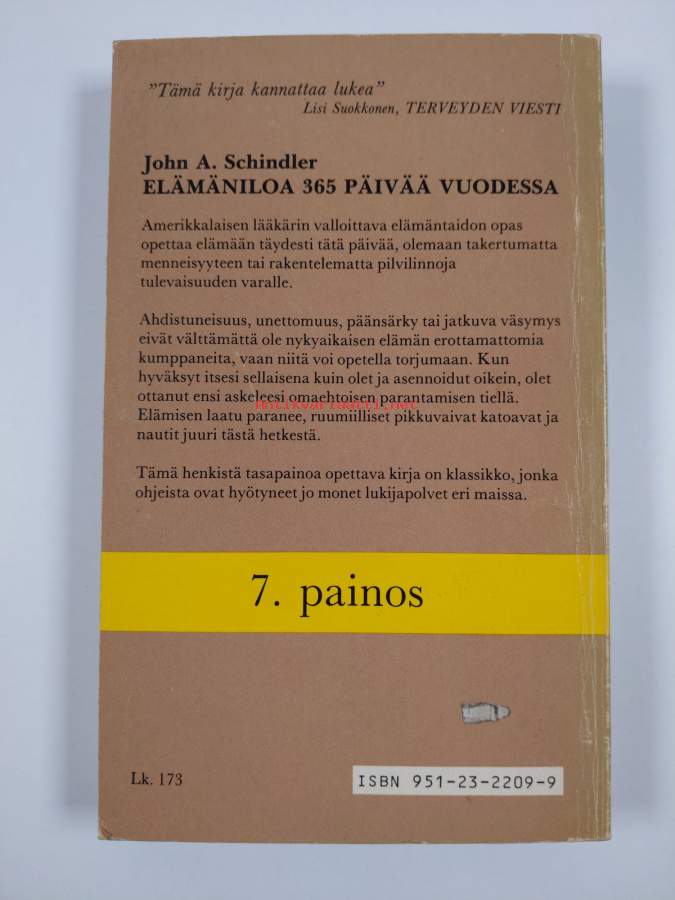 "Tämä kirja kannattaa lukea"
Lisi Suokkonen, TERVEYDEN VIESTI
John A. Schindler
ELÄMÄNILOA 365 PÄIVÄÄ VUODESSA
Amerikkalaisen lääkärin valloittava elämäntaidon opas
opettaa elämään täydesti tätä päivää, olemaan takertumatta
menneisyyteen tai rakentelematta pilvilinnoja
tulevaisuuden varalle.
Ahdistuneisuus, unettomuus, päänsärky tai jatkuva väsymys
eivät välttämättä ole nykyaikaisen elämän erottamattomia
kumppaneita, vaan niitä voi opetella torjumaan. Kun
hyväksyt itsesi sellaisena kuin olet ja asennoidut oikein, olet
ottanut ensi askeleesi omaehtoisen parantamisen tiellä.
antikvariaatti.net
Elämisen laatu paranee, ruumiilliset pikkuvaivat katoavat ja
nautit juuri tästä hetkestä.
Tämä henkistä tasapainoa opettava kirja on klassikko, jonka
ohjeista ovat hyötyneet jo monet lukijapolvet eri maissa.
7. painos
Lk. 173
ISBN 951-23-2209-9